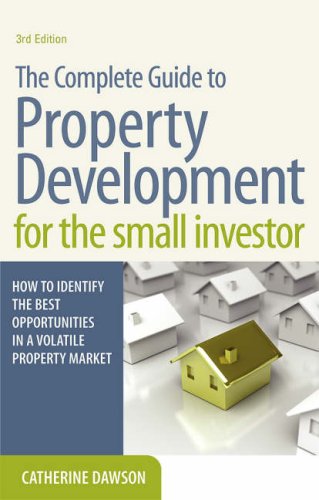 3rd Edition
The Complete Guide to
Property
Development
for the small investor
HOW TO IDENTIFY
THE BEST
OPPORTUNITIES
IN A VOLATILE
PROPERTY MARKET
CATHERINE DAWSON